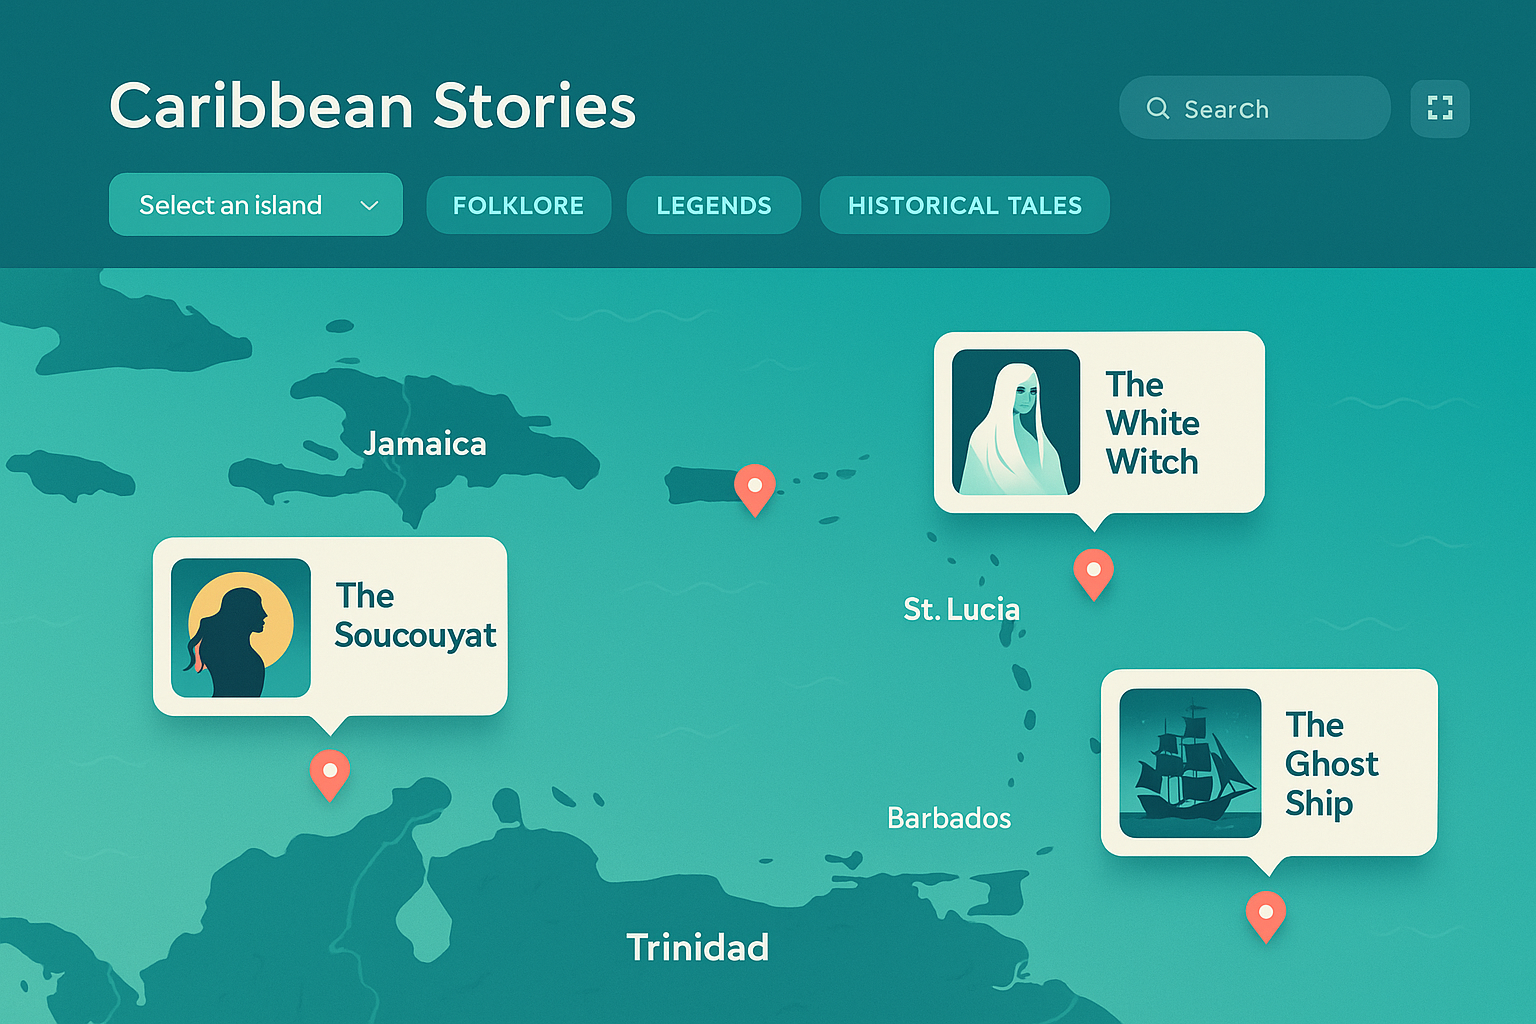 Caribbean Stories
Search
Select an island
FOLKLORE
LEGENDS
HISTORICAL TALES
The
White
Witch
Jamaica
The
Soucouyat
St. Lucia
The
Ghost
Ship
Barbados
Trinidad